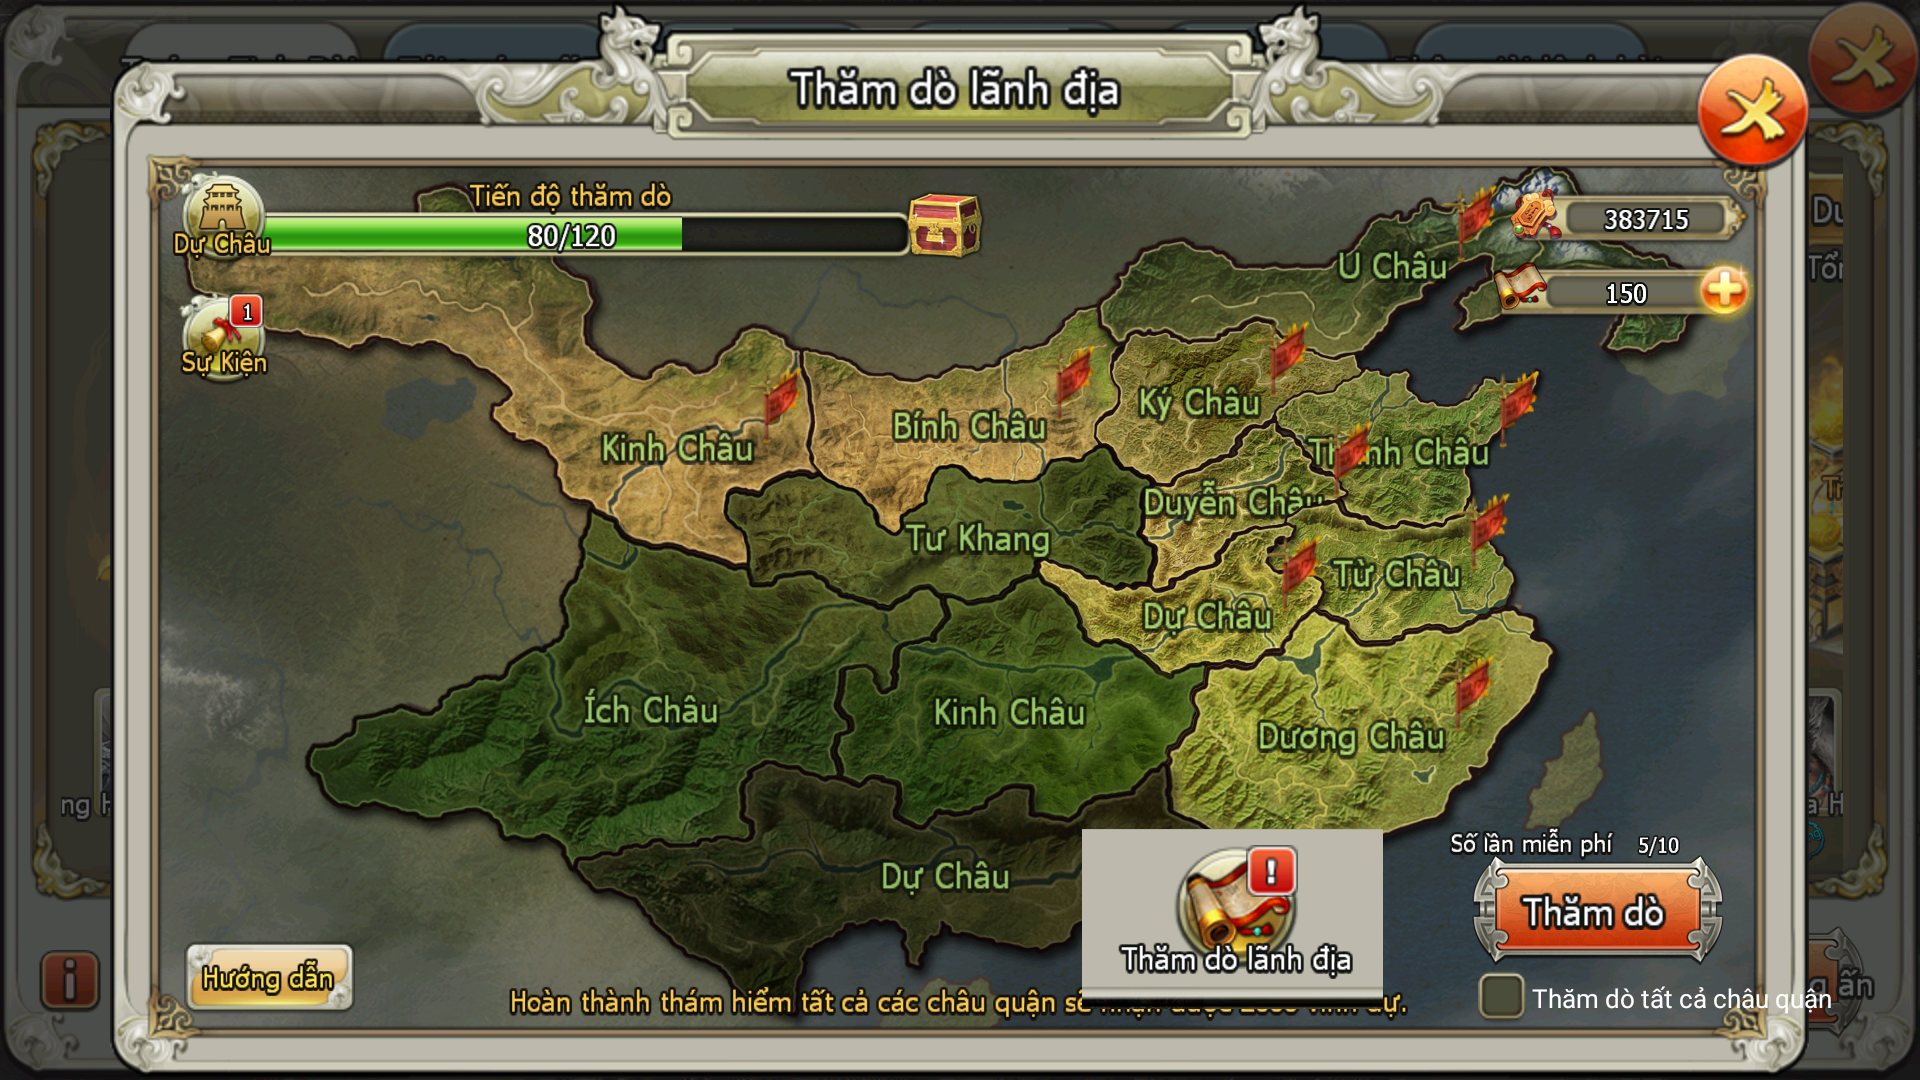 Thăm dò lãnh địa
Tiến độ thăm dò
80/120
Dự Châu
383715
150
1
Sự Kiện
U Châu
Ký Châu
Bính Châu
Kinh Châu
Thanh Châu
Duyễn Châu
Tư Khang
Từ Châu
Dự Châu
Ích Châu
Kinh Châu
Dương Châu
Dự Châu
Thăm dò lãnh địa
Số lần miễn phí 5/10
Thăm dò
Thăm dò tất cả châu quận
Hướng dẫn
Hoàn thành thám hiểm tất cả các châu quận sẽ